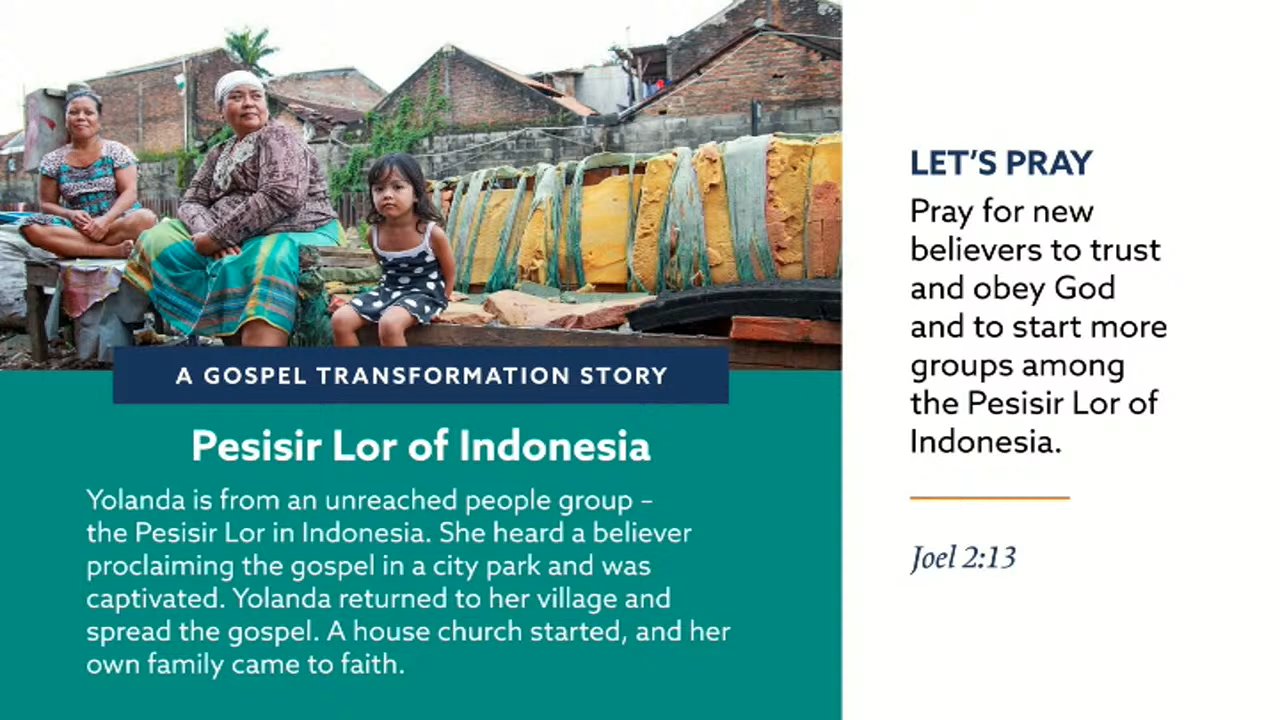 A GOSPEL TRANSFORMATION STORY
Pesisir Lor of Indonesia
Yolanda is from an unreached people group –
the Pesisir Lor in Indonesia. She heard a believer
proclaiming the gospel in a city park and was
captivated. Yolanda returned to her village and
spread the gospel. A house church started, and her
own family came to faith.
LET’S PRAY
Pray for new
believers to trust
and obey God
and to start more
groups among
the Pesisir Lor of
Indonesia.
Joel 2:13